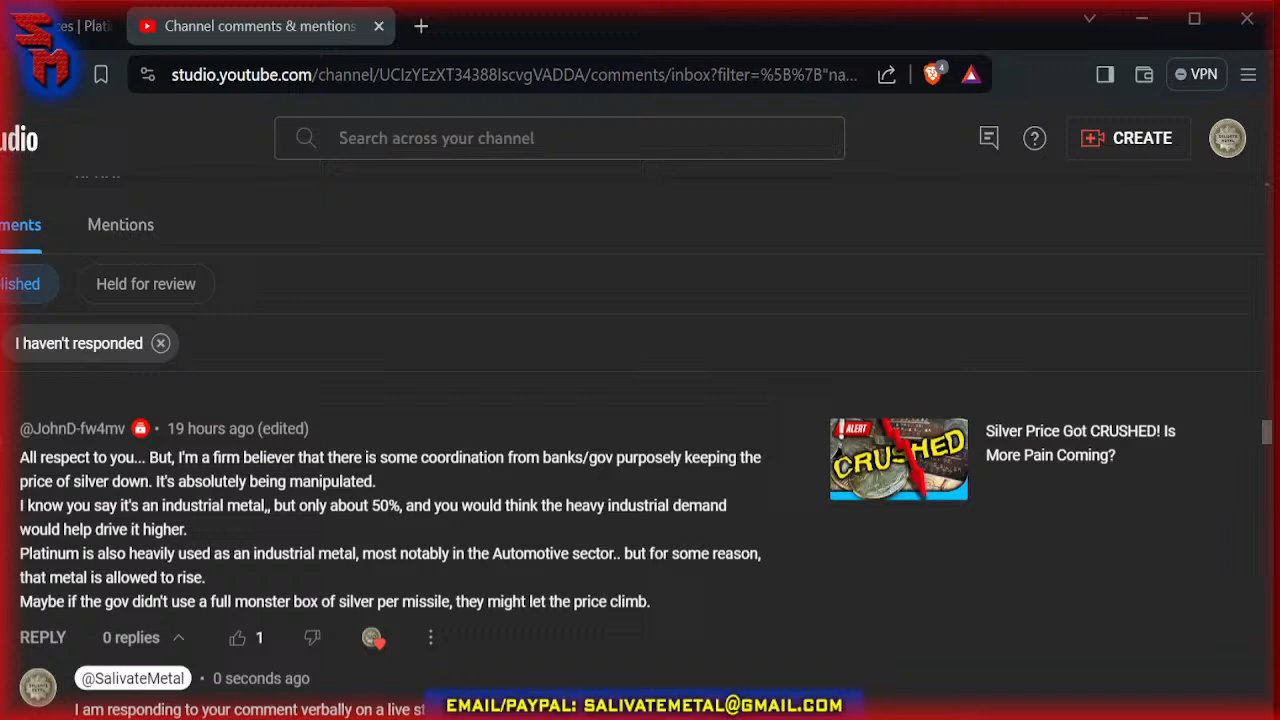 SM
ces | Plati
Channel comments & mentions
studio.youtube.com/channel/UCIzYEzXT34388IscvgVADDA/comments/inbox?filter=%5B%7B"na...
4
VPN
udio
Search across your channel
CREATE
ments
Mentions
lished
Held for review
I haven't responded
@JohnD-fw4mv • 19 hours ago (edited)
All respect to you... But, I'm a firm believer that there is some coordination from banks/gov purposely keeping the
price of silver down. It's absolutely being manipulated.
I know you say it's an industrial metal,, but only about 50%, and you would think the heavy industrial demand
would help drive it higher.
Platinum is also heavily used as an industrial metal, most notably in the Automotive sector.. but for some reason,
that metal is allowed to rise.
Maybe if the gov didn't use a full monster box of silver per missile, they might let the price climb.
ALERT
CRUSHED
Silver Price Got CRUSHED! Is
More Pain Coming?
REPLY
0 replies
1
@SalivateMetal • 0 seconds ago
I am responding to your comment verbally on a live st
EMAIL/PAYPAL: SALIVATEMETAL@GMAIL.COM